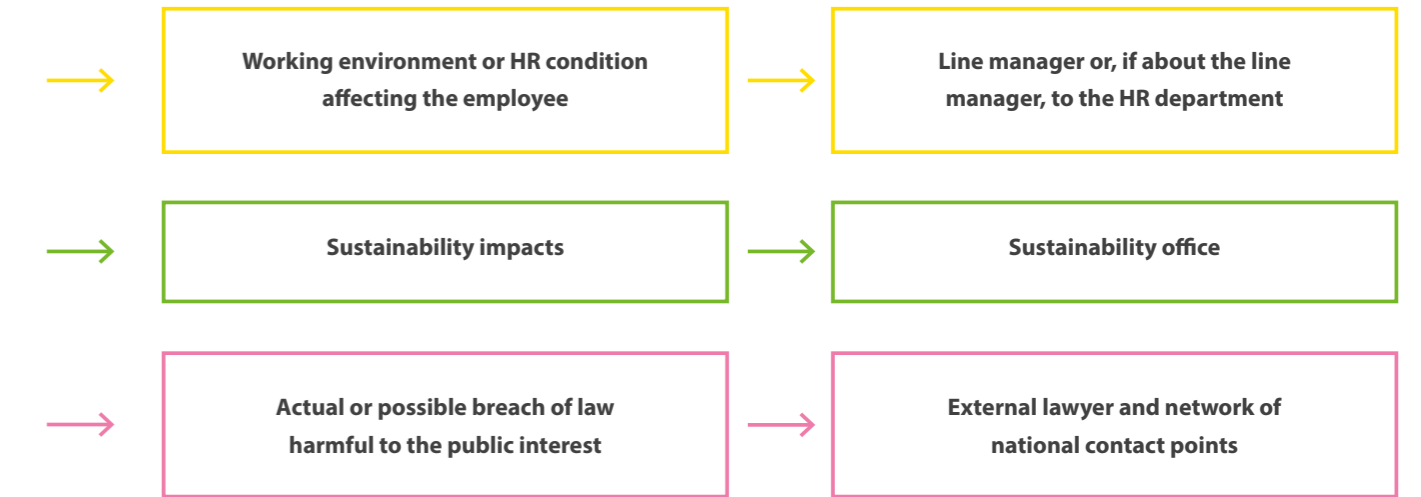 Working environment or HR condition
affecting the employee
Line manager or, if about the line
manager, to the HR department
Sustainability impacts
Sustainability office
Actual or possible breach of law
harmful to the public interest
External lawyer and network of
national contact points